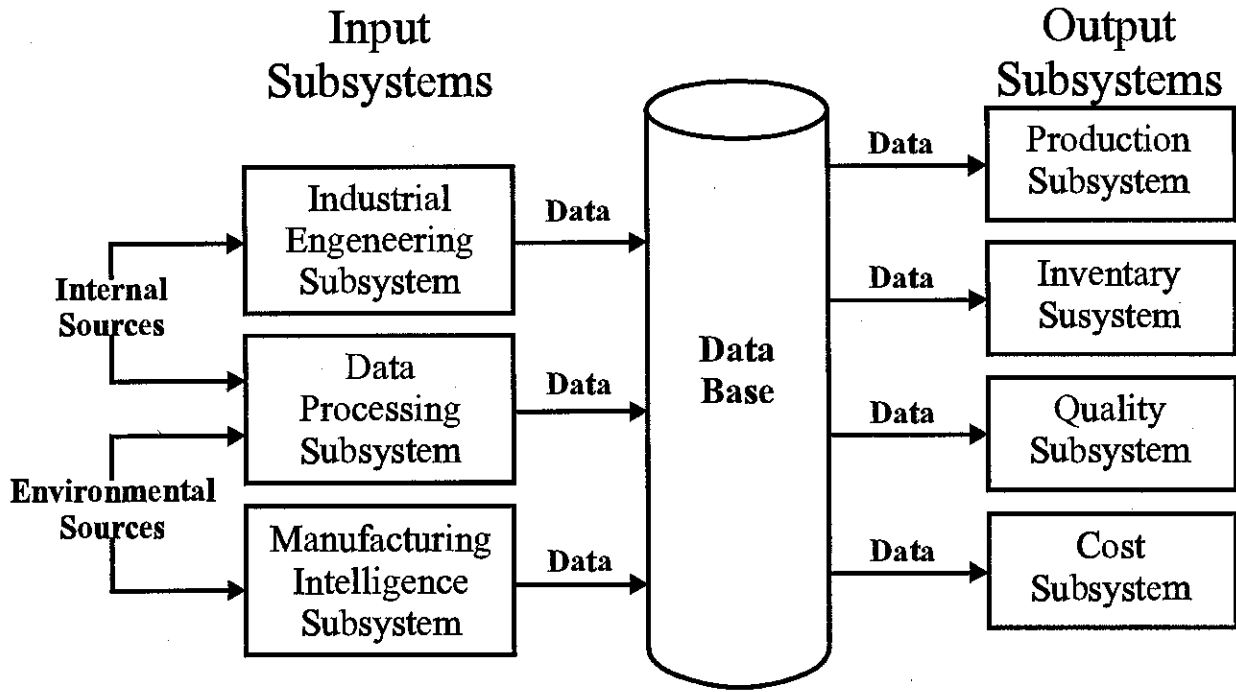 Input
Subsystems
Output
Subsystems
Industrial
Engeneering
Subsystem
Data
Internal
Sources
Data
Processing
Subsystem
Data
Environmental
Sources
Manufacturing
Intelligence
Subsystem
Data
Data
Base
Data
Production
Subsystem
Data
Inventary
Susystem
Data
Quality
Subsystem
Data
Cost
Subsystem